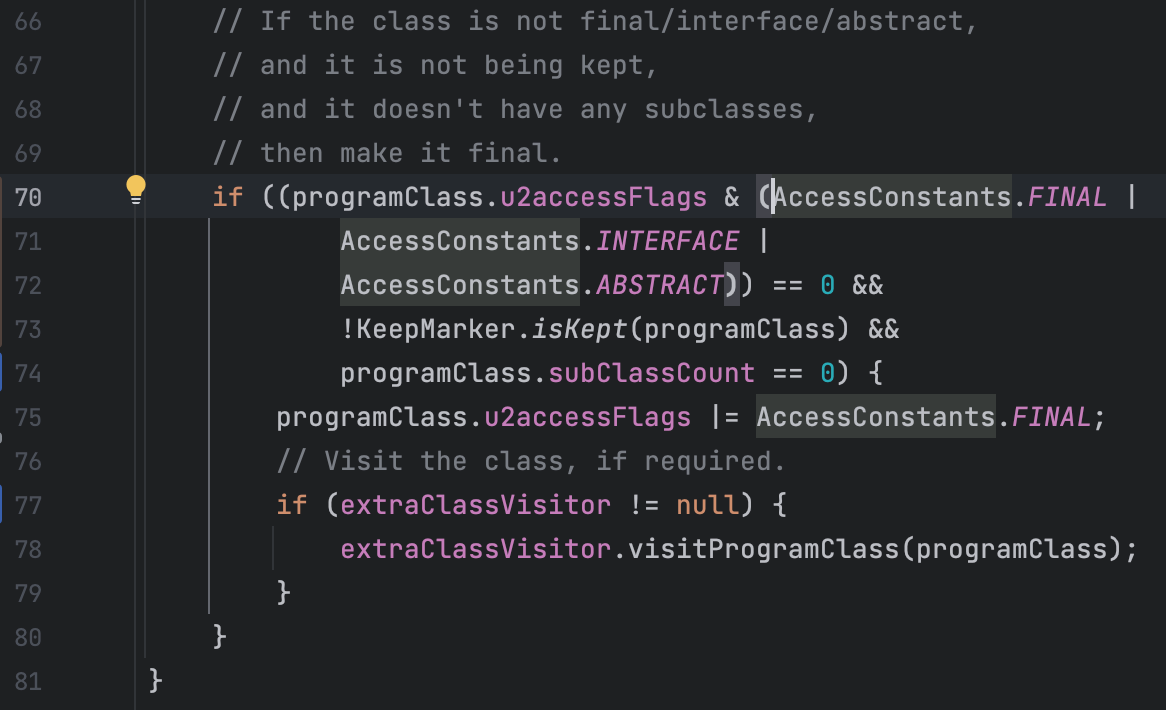 66 // If the class is not final/interface/abstract,
67 // and it is not being kept,
68 // and it doesn't have any subclasses,
69 // then make it final.
70 if ((programClass.u2accessFlags & (AccessConstants.FINAL |
71 AccessConstants.INTERFACE |
72 AccessConstants.ABSTRACT)) == 0 &&
73 !KeepMarker.isKept(programClass) &&
74 programClass.subClassCount == 0) {
75 programClass.u2accessFlags |= AccessConstants.FINAL;
76 // Visit the class, if required.
77 if (extraClassVisitor != null) {
78 extraClassVisitor.visitProgramClass(programClass);
79 }
80 }
81 }